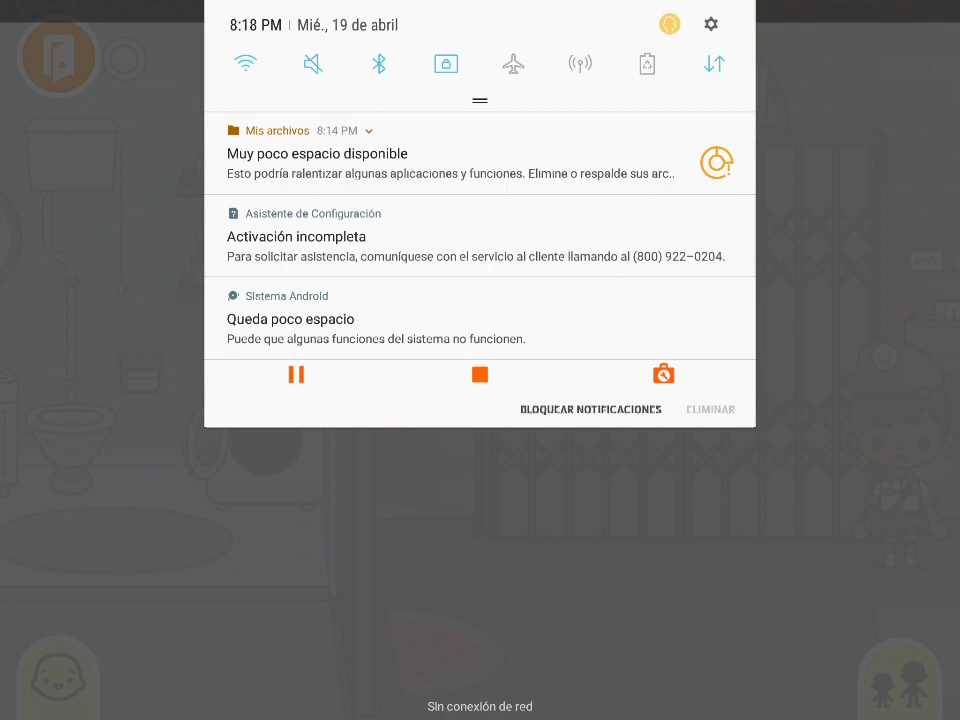 8:18 PM | Mié., 19 de abril
Mis archivos 8:14 PM
Muy poco espacio disponible
Esto podría ralentizar algunas aplicaciones y funciones. Elimine o respalde sus arc..
Asistente de Configuración
Activación incompleta
Para solicitar asistencia, comuníquese con el servicio al cliente llamando al (800) 922-0204.
Sistema Android
Queda poco espacio
Puede que algunas funciones del sistema no funcionen.
BLOQUEAR NOTIFICACIONES ELIMINAR
Sin conexión de red